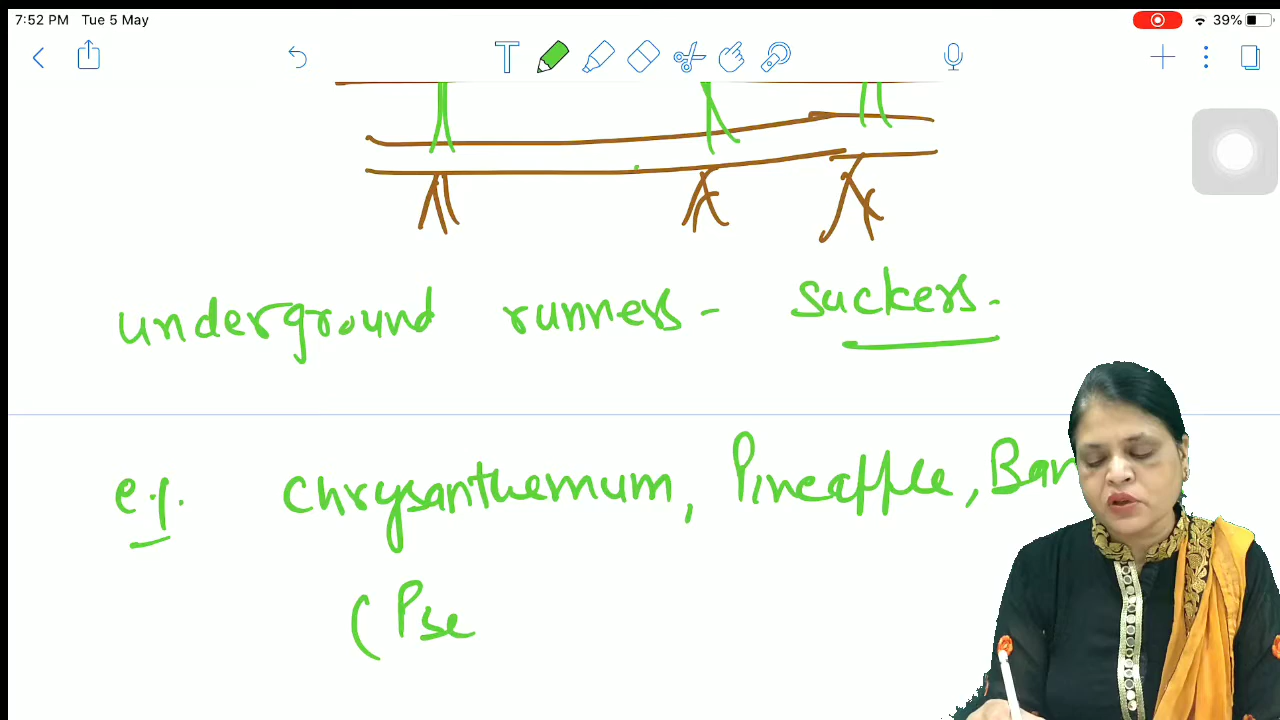 7:52 PM Tue 5 May 39%
T
underground runners - suckers.
e.g. Chrysanthemum, Pineapple, Ban
(Pse